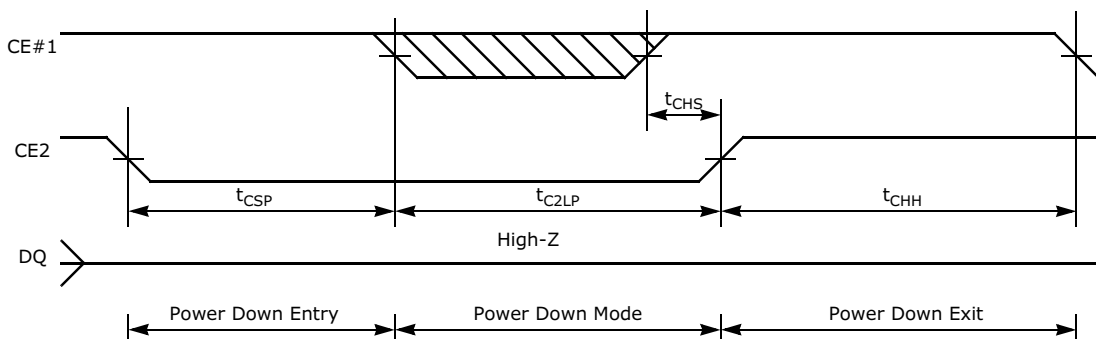 CE#1
tCHS
CE2
tCSP
tC2LP
tCHH
High-Z
DQ
Power Down Entry
Power Down Mode
Power Down Exit